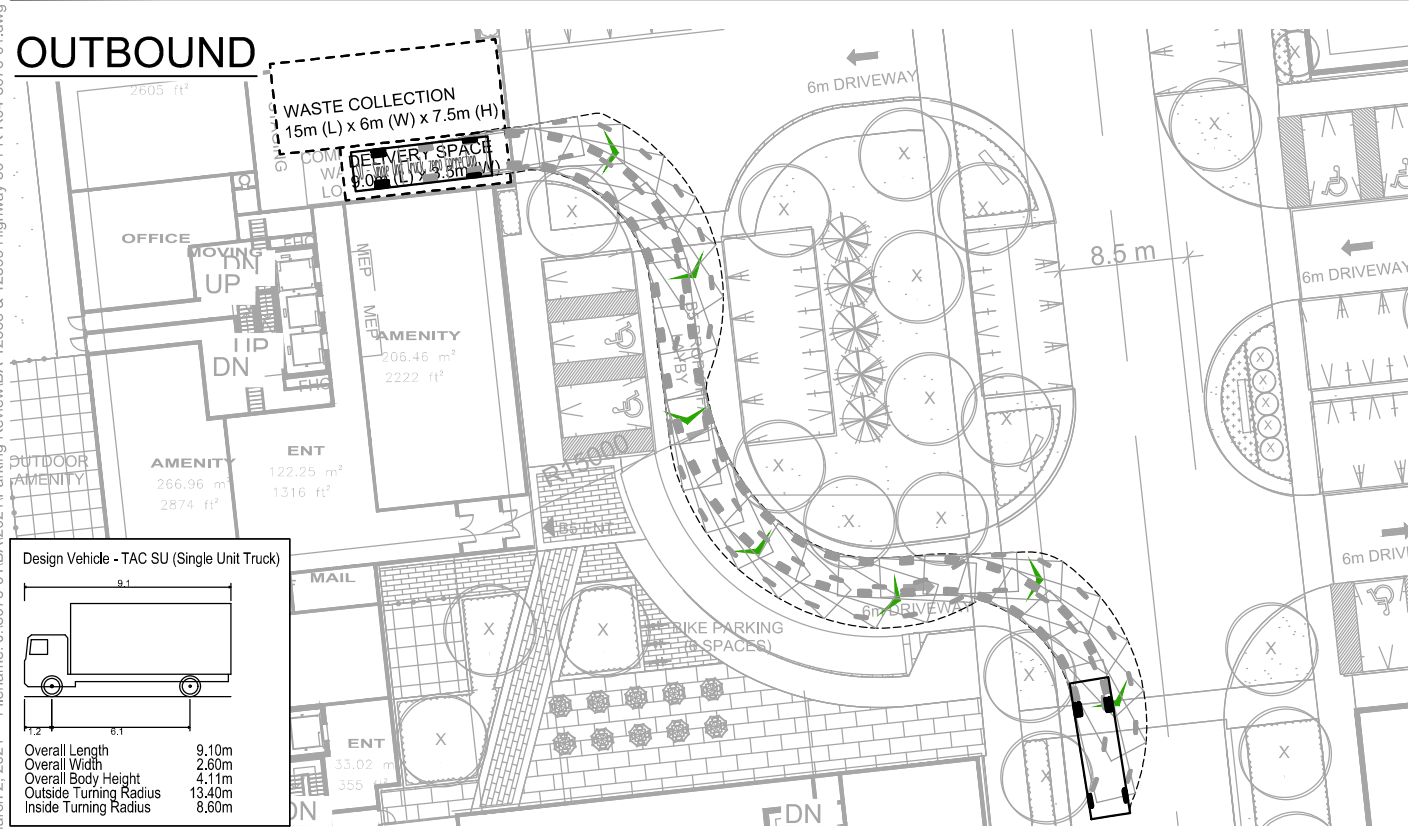 OUTBOUND
2605 ft²
WASTE COLLECTION
15m (L) x 6m (W) x 7.5m (H)
DELIVERY SPACE
9.0m (L) x 3.5m (W)
6m DRIVEWAY
OFFICE
MOVING
DN
UP
EHC
MEP
MEP
UP
DN
EHC
AMENITY
206.46 m²
2222 ft²
8.5 m
6m DRIVEWAY
OUTDOOR
AMENITY
AMENITY
266.96 m²
2874 ft²
ENT
122.25 m²
1316 ft²
R15000
B5 ENT
6m DRIVEWAY
BIKE PARKING
(6 SPACES)
MAIL
ENT
33.02 m
355
DN
DN
Design Vehicle - TAC SU (Single Unit Truck)
9.1
1.2
6.1
Overall Length 9.10m
Overall Width 2.60m
Overall Body Height 4.11m
Outside Turning Radius 13.40m
Inside Turning Radius 8.60m